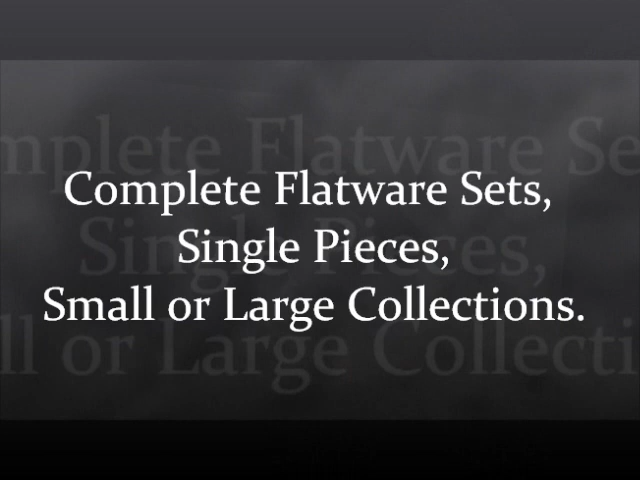 Complete Flatware Sets,
Single Pieces,
Small or Large Collections.